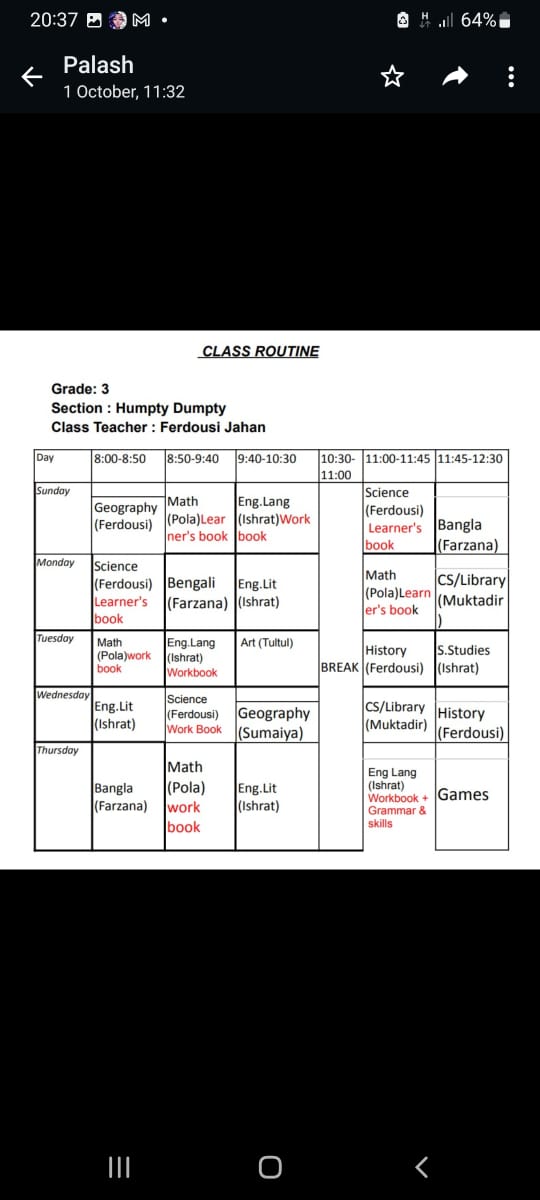 20:37 M • H 64%
Palash
1 October, 11:32
CLASS ROUTINE
Grade: 3
Section : Humpty Dumpty
Class Teacher : Ferdousi Jahan
Day 8:00-8:50 8:50-9:40 9:40-10:30 10:30- 11:00-11:45 11:45-12:30
11:00
Sunday
Geography
(Ferdousi)
Math
(Pola)Lear
ner's book
Eng.Lang
(Ishrat)Work
book
Science
(Ferdousi)
Learner's
book
Bangla
(Farzana)
Monday
Science
(Ferdousi)
Learner's
book
Bengali
(Farzana)
Eng.Lit
(Ishrat)
Math
(Pola)Learn
er's book
CS/Library
(Muktadir
)
Tuesday
Math
(Pola)work
book
Eng.Lang
(Ishrat)
Workbook
Art (Tultul)
BREAK
History
(Ferdousi)
S.Studies
(Ishrat)
Wednesday
Eng.Lit
(Ishrat)
Science
(Ferdousi)
Work Book
Geography
(Sumaiya)
CS/Library
(Muktadir)
History
(Ferdousi)
Thursday
Bangla
(Farzana)
Math
(Pola)
work
book
Eng.Lit
(Ishrat)
Eng Lang
(Ishrat)
Workbook +
Grammar &
skills
Games